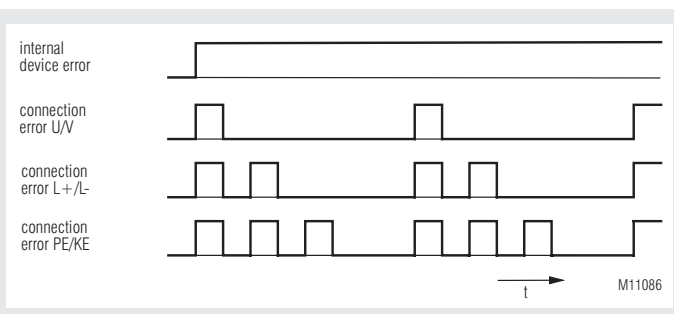 internal
device error
connection
error U/V
connection
error L+/L-
connection
error PE/KE
t
M11086